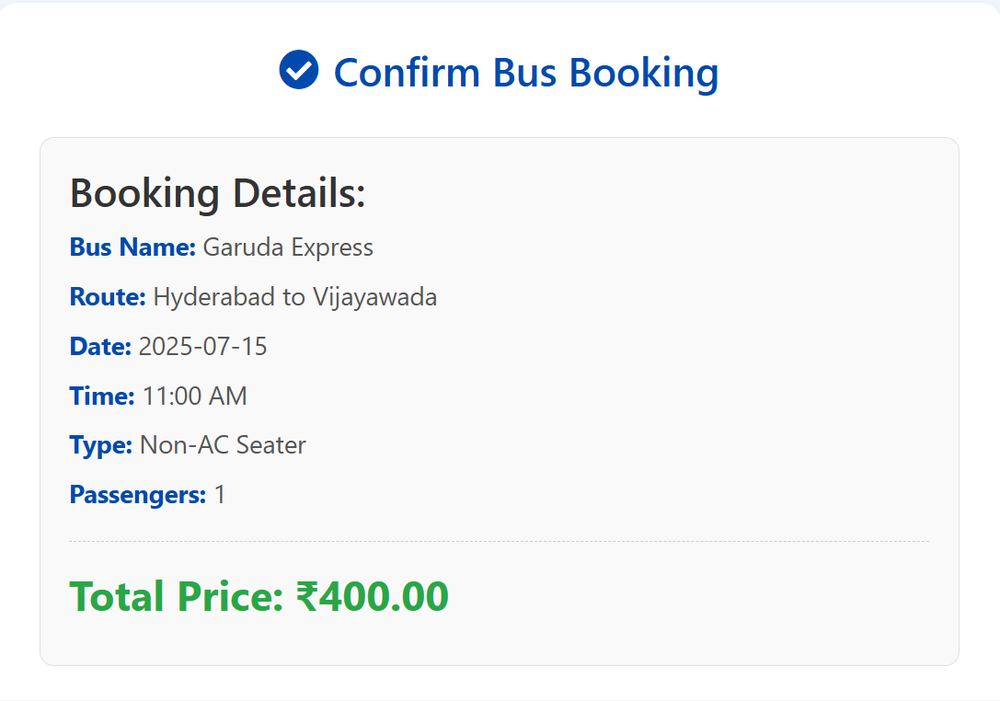 Confirm Bus Booking
Booking Details:
Bus Name: Garuda Express
Route: Hyderabad to Vijayawada
Date: 2025-07-15
Time: 11:00 AM
Type: Non-AC Seater
Passengers: 1
Total Price: ₹400.00